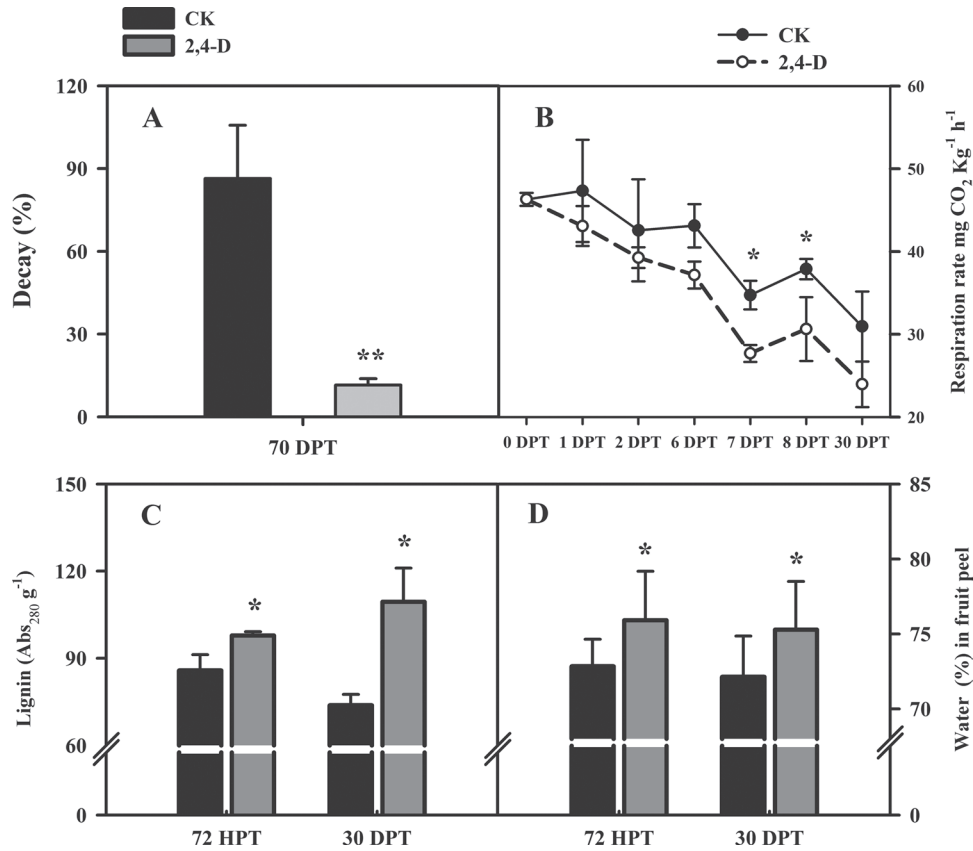 CK
2,4-D
CK
2,4-D
A
B
120
90
60
30
0
Decay (%)
**
70 DPT
*
*
60
50
40
30
20
Respiration rate mg CO₂ Kg⁻¹ h⁻¹
0 DPT 1 DPT 2 DPT 6 DPT 7 DPT 8 DPT 30 DPT
C
D
150
120
90
60
0
Lignin (Abs₂₈₀ g⁻¹)
*
*
72 HPT 30 DPT
*
*
85
80
75
70
0
Water (%) in fruit peel
72 HPT 30 DPT